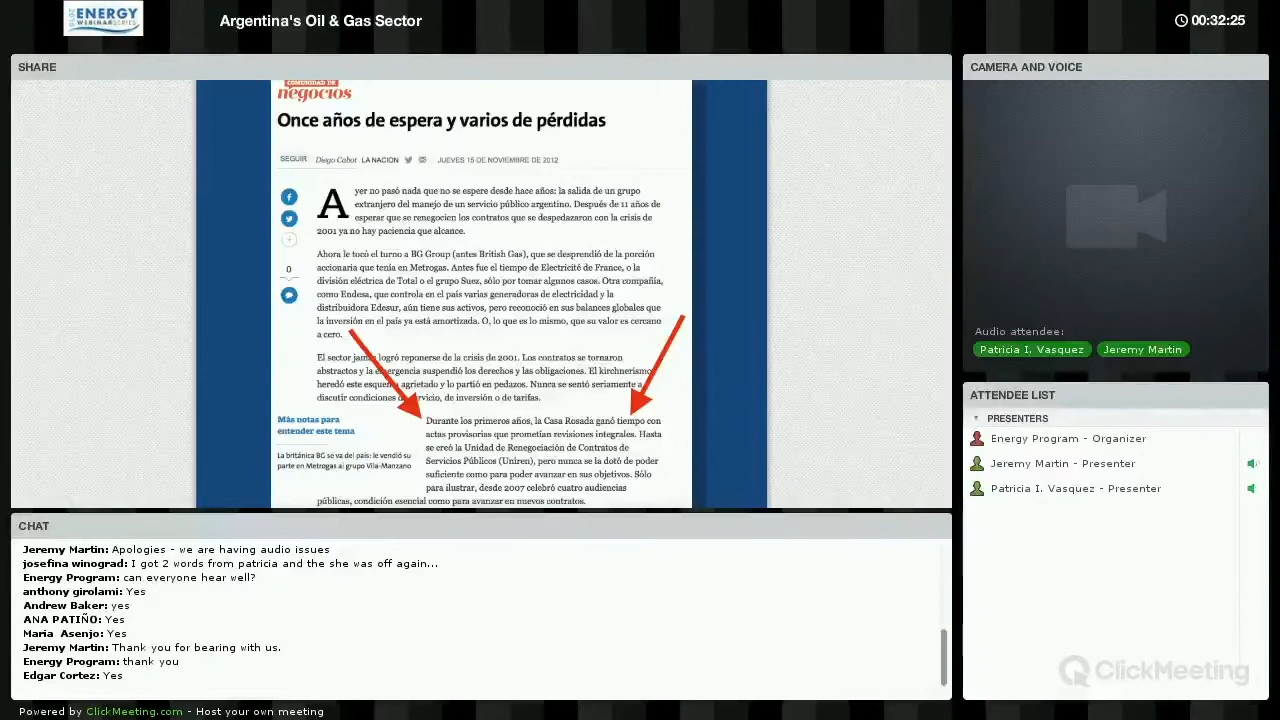 2015 ENERGY
WEBINAR SERIES
Argentina's Oil & Gas Sector
00:32:25
SHARE
COMUNIDAD DE
negocios
Once años de espera y varios de pérdidas
SEGUIR Diego Cabot LA NACION JUEVES 15 DE NOVIEMBRE DE 2012
Ayer no pasó nada que no se espere desde hace años: la salida de un grupo
extranjero del manejo de un servicio público argentino. Después de 11 años de
esperar que se renegocien los contratos que se despedazaron con la crisis de
2001 ya no hay paciencia que alcance.
0
Ahora le tocó el turno a BG Group (antes British Gas), que se desprendió de la porción
accionaria que tenía en Metrogas. Antes fue el tiempo de Electricité de France, o la
división eléctrica de Total o el grupo Suez, sólo por tomar algunos casos. Otra compañía,
como Endesa, que controla en el país varias generadoras de electricidad y la
distribuidora Edesur, aún tiene sus activos, pero reconoció en sus balances globales que
la inversión en el país ya está amortizada. O, lo que es lo mismo, que su valor es cercano
a cero.
El sector jamás logró reponerse de la crisis de 2001. Los contratos se tornaron
abstractos y la emergencia suspendió los derechos y las obligaciones. El kirchnerismo
heredó este esquema agrietado y lo partió en pedazos. Nunca se sentó seriamente a
discutir condiciones de servicio, de inversión o de tarifas.
Más notas para
entender este tema
La británica BG se va del país: le vendió su
parte en Metrogas al grupo Vila-Manzano
Durante los primeros años, la Casa Rosada ganó tiempo con
actas provisorias que prometían revisiones integrales. Hasta
se creó la Unidad de Renegociación de Contratos de
Servicios Públicos (Uniren), pero nunca se la dotó de poder
suficiente como para poder avanzar en sus objetivos. Sólo
para ilustrar, desde 2007 celebró cuatro audiencias
públicas, condición esencial como para avanzar en nuevos contratos.
CAMERA AND VOICE
Audio attendee:
Patricia I. Vasquez Jeremy Martin
ATTENDEE LIST
PRESENTERS
Energy Program - Organizer
Jeremy Martin - Presenter
Patricia I. Vasquez - Presenter
ClickMeeting
CHAT
Jeremy Martin: Apologies - we are having audio issues
josefina winograd: I got 2 words from patricia and the she was off again...
Energy Program: can everyone hear well?
anthony girolami: Yes
Andrew Baker: yes
ANA PATIÑO: Yes
Maria Asenjo: Yes
Jeremy Martin: Thank you for bearing with us.
Energy Program: thank you
Edgar Cortez: Yes
Powered by ClickMeeting.com - Host your own meeting